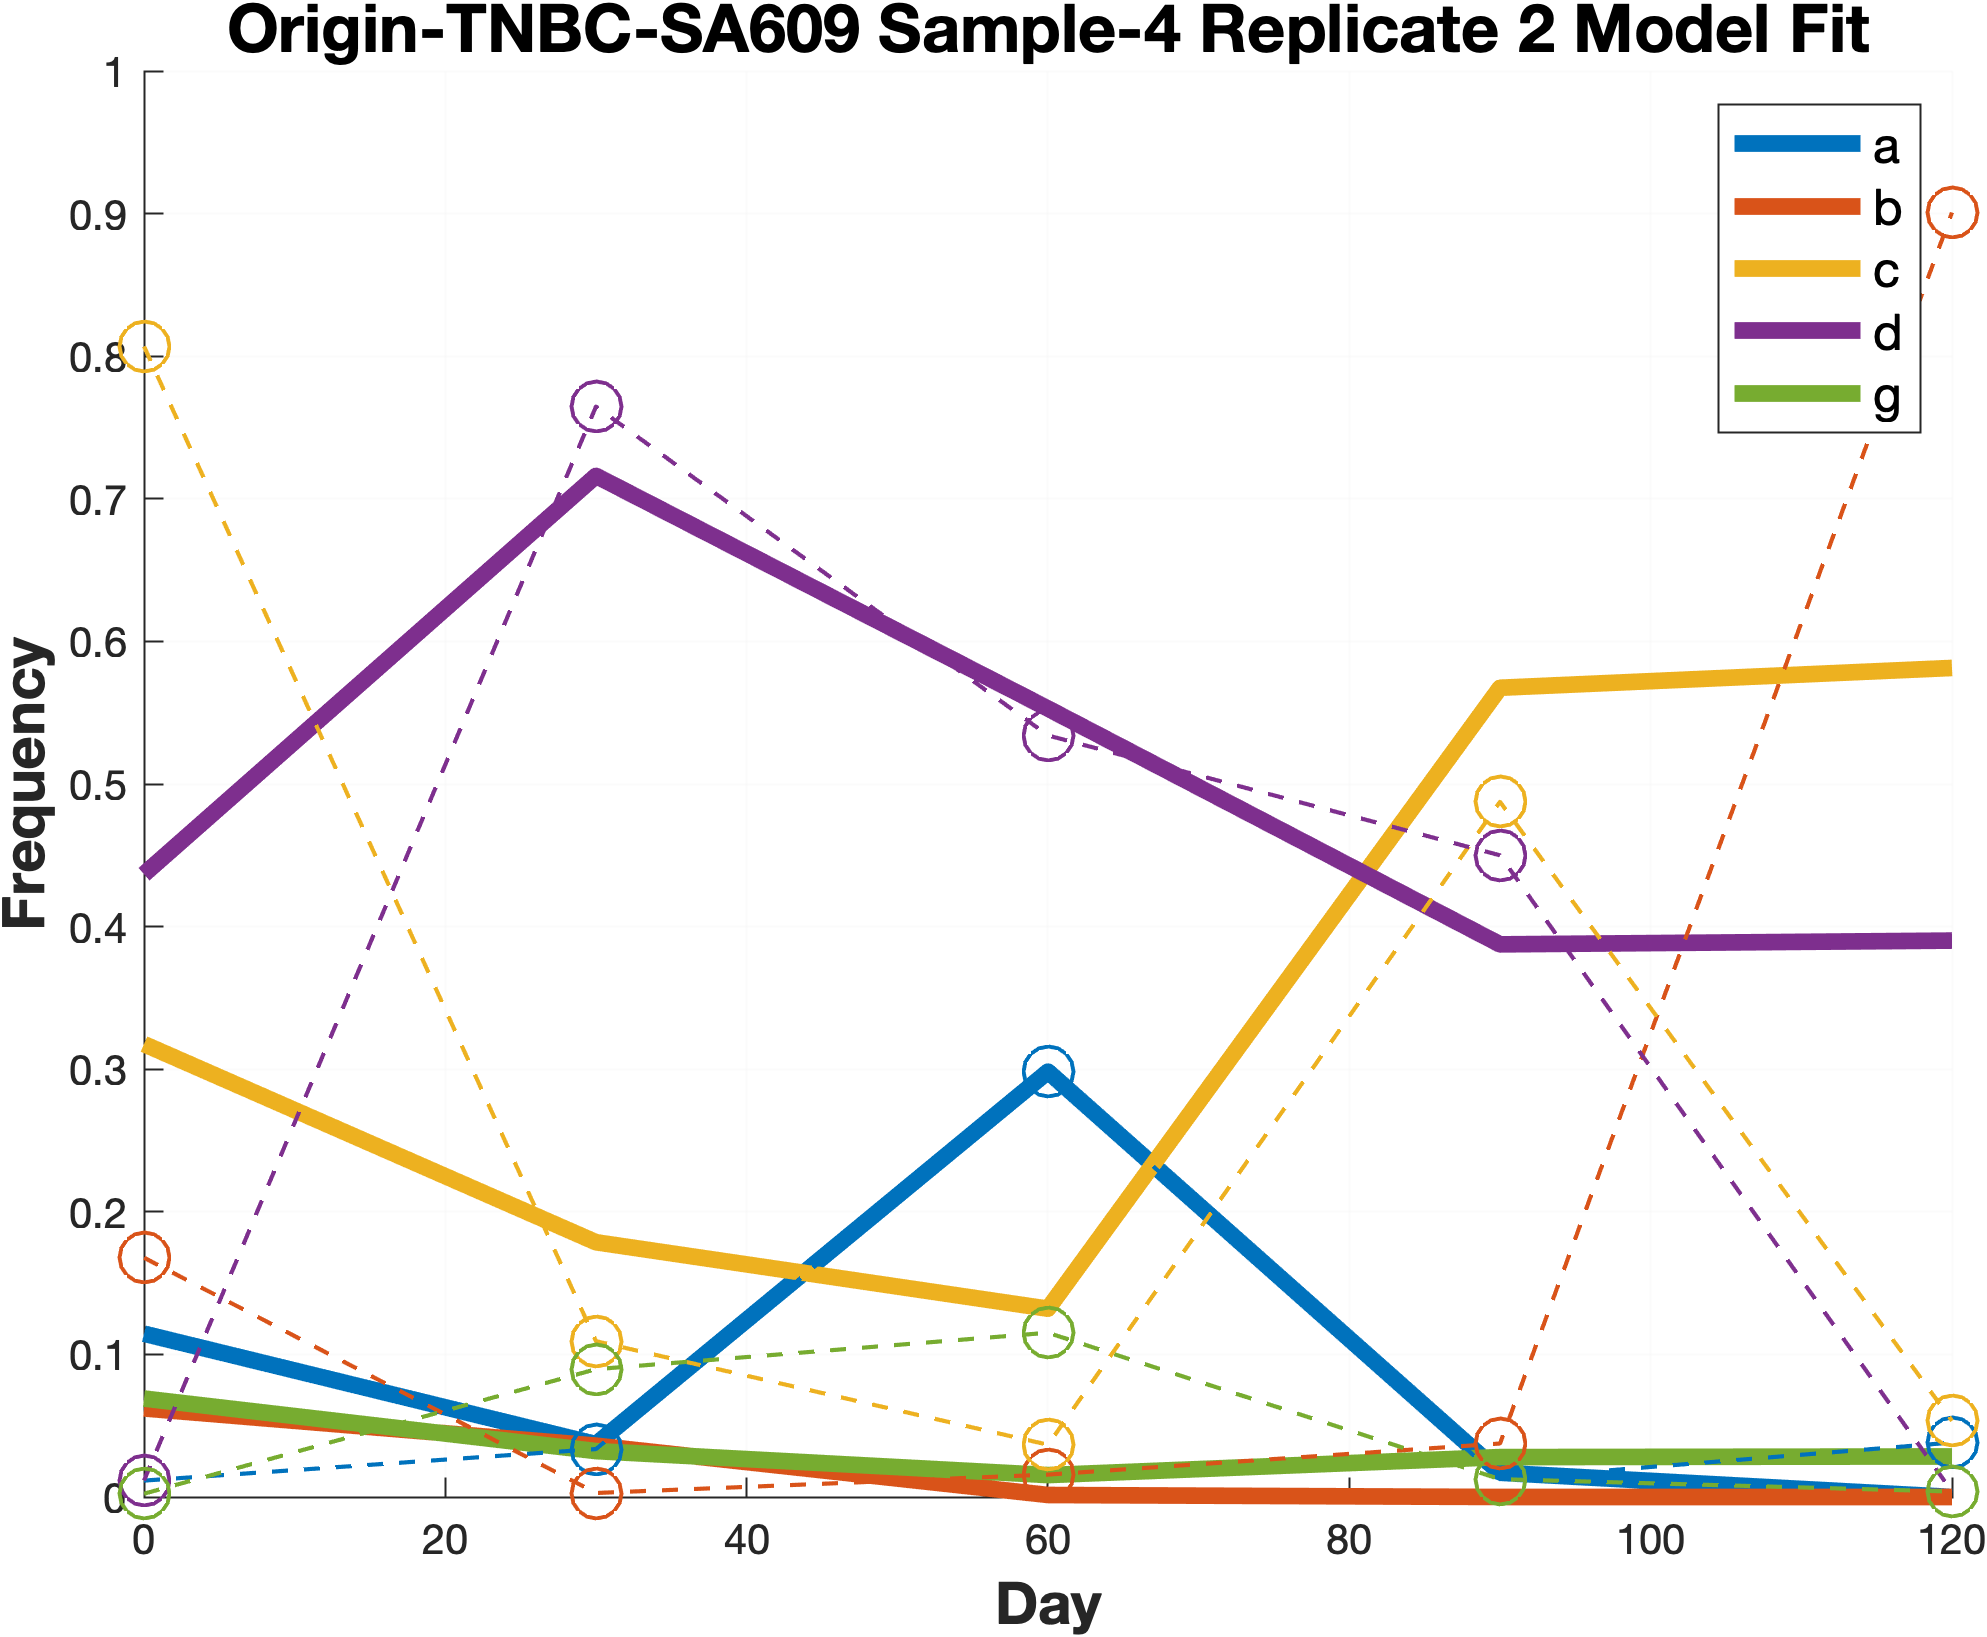 Origin-TNBC-SA609 Sample-4 Replicate 2 Model Fit
1
0.9
0.8
0.7
0.6
0.5
0.4
0.3
0.2
0.1
0
Frequency
a
b
c
d
g
0 20 40 60 80 100 120
Day